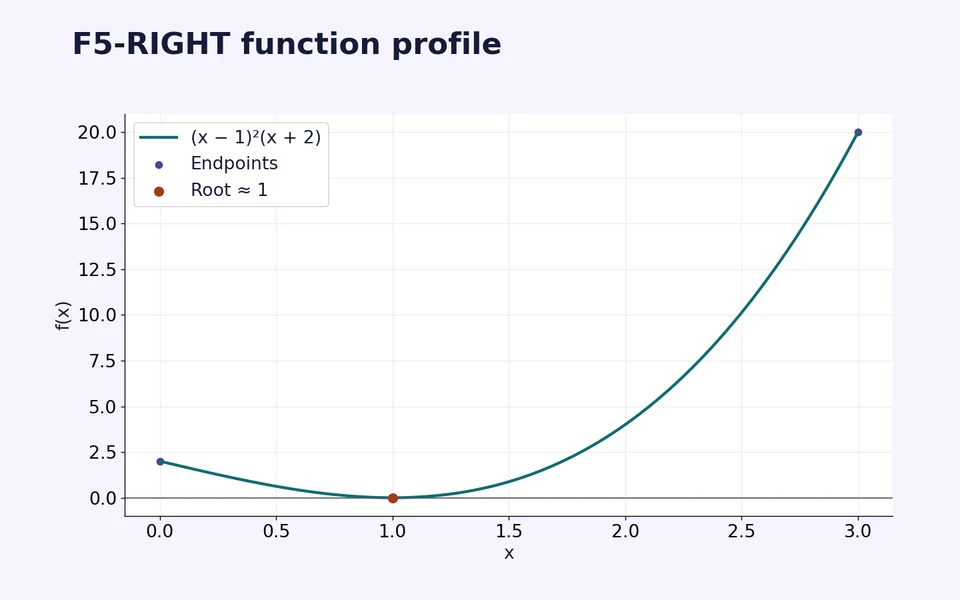 F5-RIGHT function profile
(x − 1)²(x + 2)
Endpoints
Root ≈ 1
20.0
17.5
15.0
12.5
10.0
7.5
5.0
2.5
0.0
f(x)
0.0 0.5 1.0 1.5 2.0 2.5 3.0
x